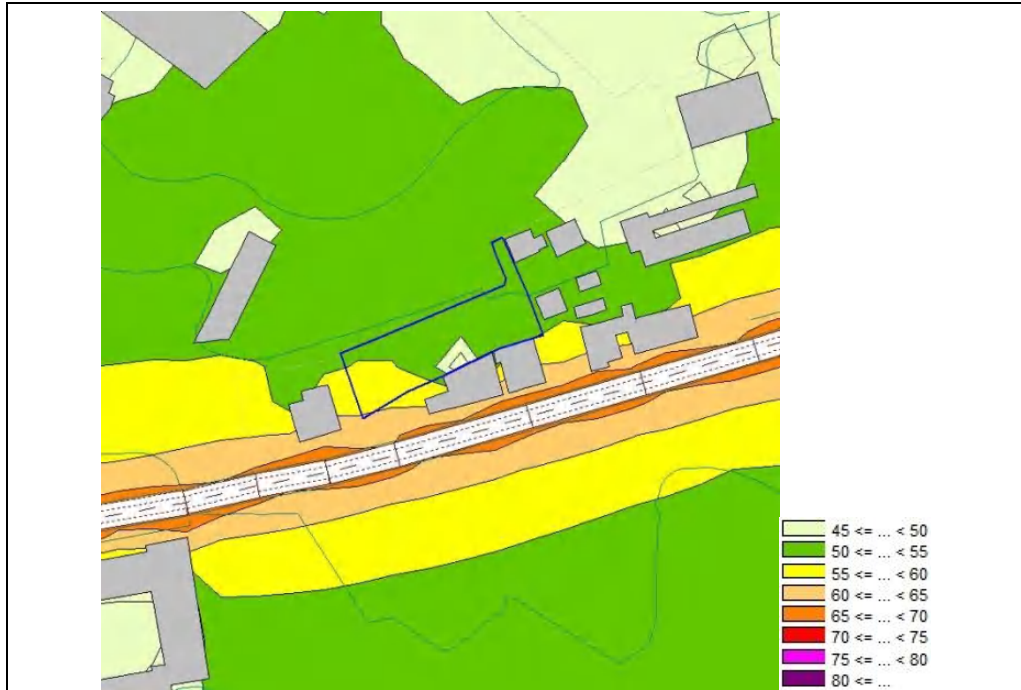 45 <= ... < 50
50 <= ... < 55
55 <= ... < 60
60 <= ... < 65
65 <= ... < 70
70 <= ... < 75
75 <= ... < 80
80 <= ...